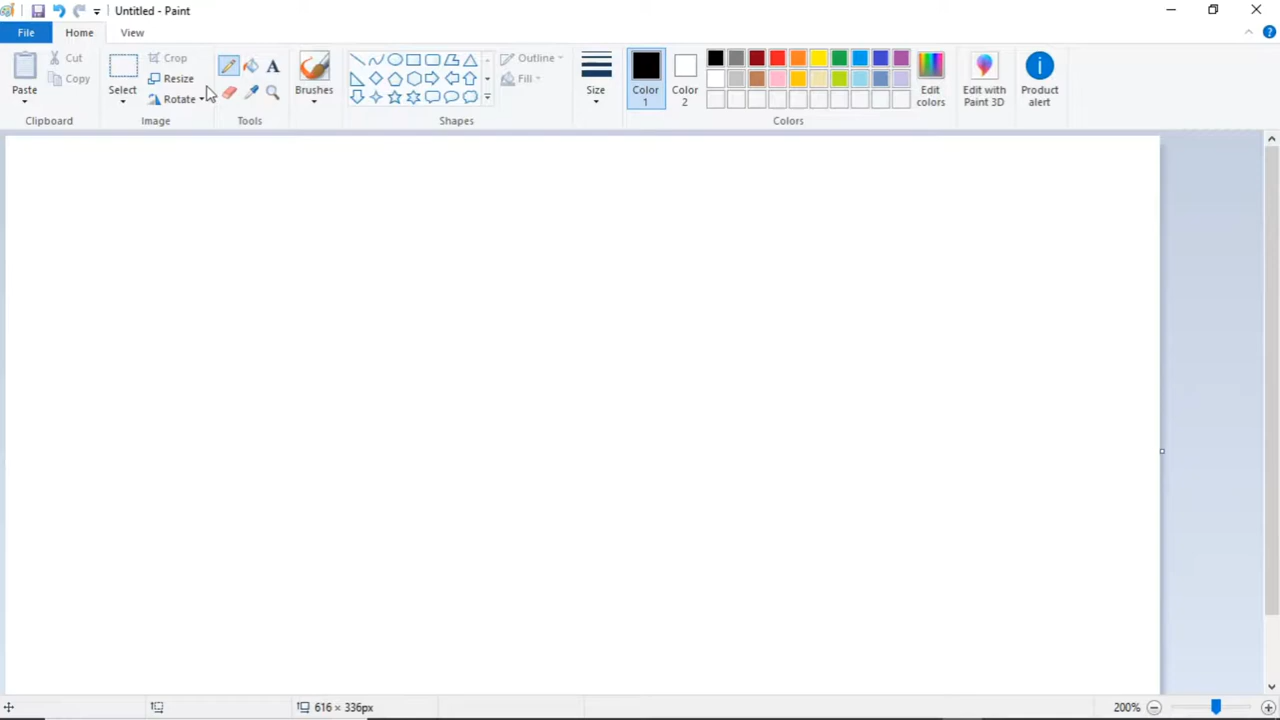 Untitled - Paint
File Home View
Paste
Cut
Copy
Clipboard
Select
Crop
Resize
Rotate
Image
A
Tools
Brushes
Outline
Fill
Shapes
Size
Color 1
Color 2
Edit colors
Colors
Edit with Paint 3D
Product alert
616 × 336px
200%